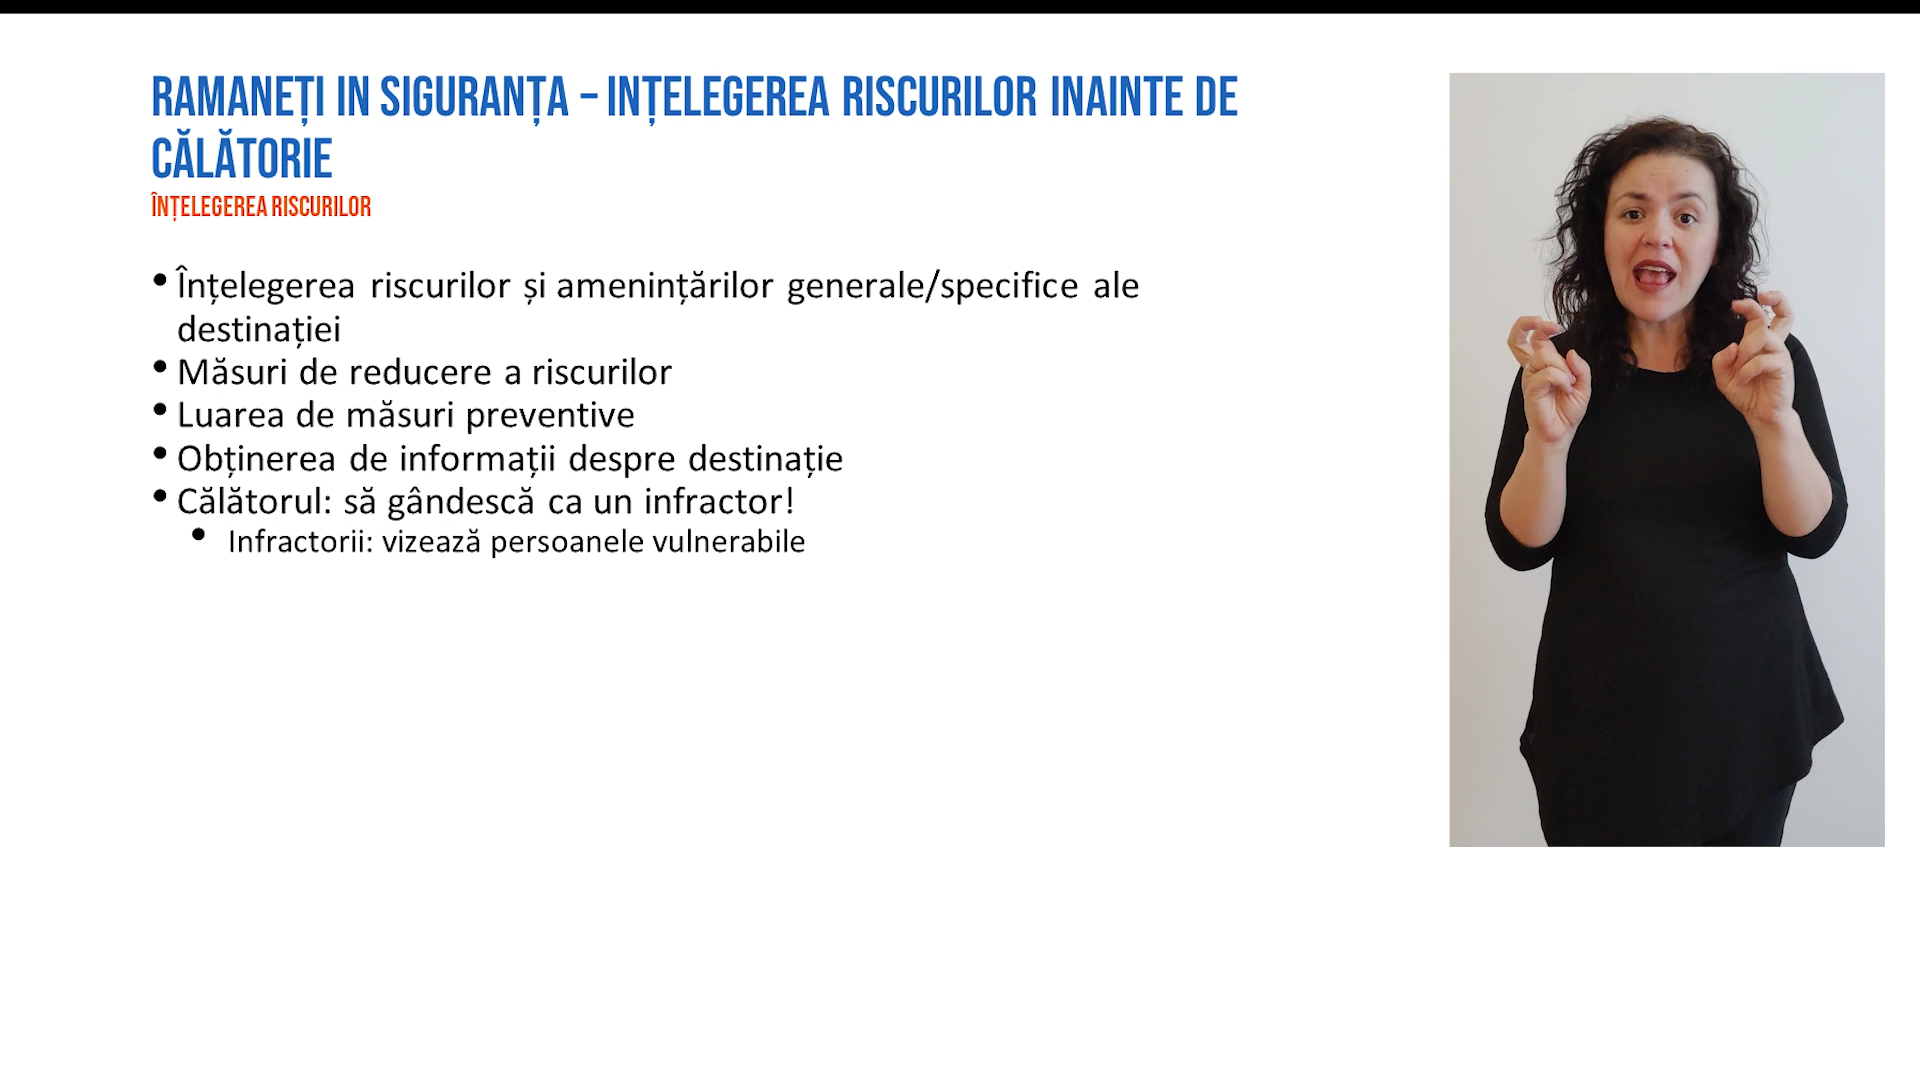 RAMANEȚI IN SIGURANȚA – INȚELEGEREA RISCURILOR INAINTE DE
CĂLĂTORIE
ÎNȚELEGEREA RISCURILOR
• Înțelegerea riscurilor și amenințărilor generale/specifice ale
destinației
• Măsuri de reducere a riscurilor
• Luarea de măsuri preventive
• Obținerea de informații despre destinație
• Călătorul: să gândescă ca un infractor!
• Infractorii: vizează persoanele vulnerabile